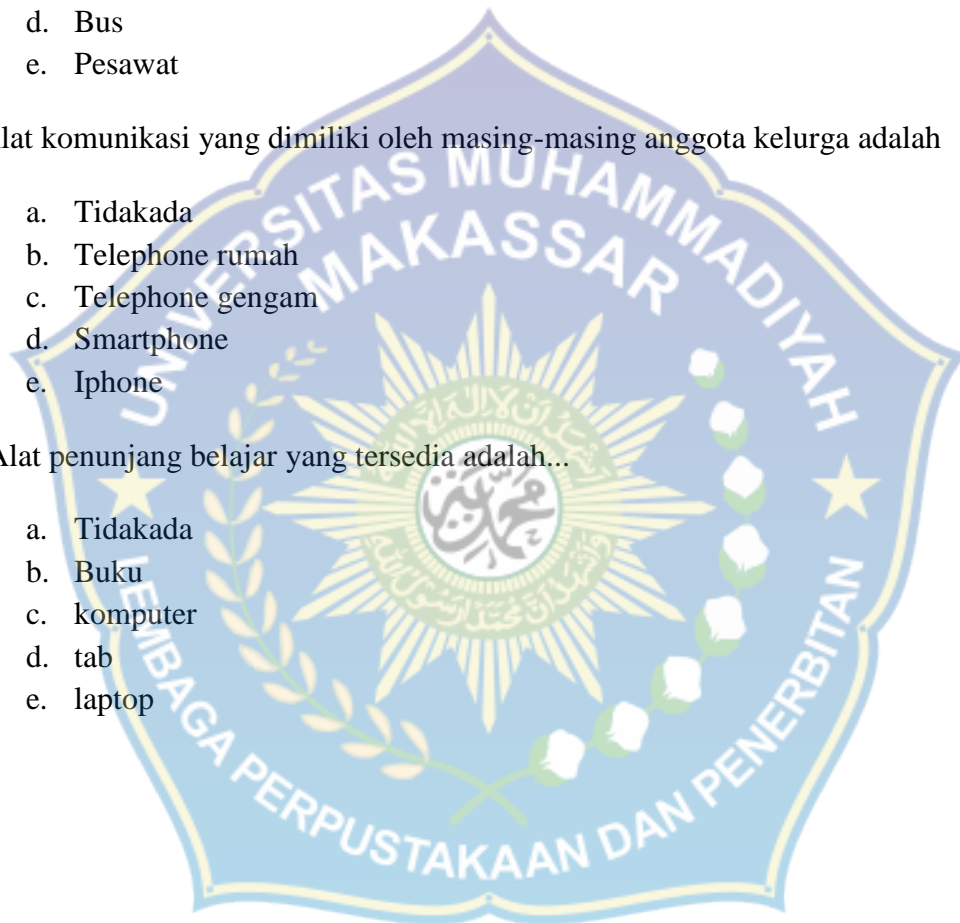 d. Bus
e. Pesawat
lat komunikasi yang dimiliki oleh masing-masing anggota kelurga adalah
a. Tidakada
b. Telephone rumah
c. Telephone gengam
d. Smartphone
e. Iphone
Alat penunjang belajar yang tersedia adalah...
a. Tidakada
b. Buku
c. komputer
d. tab
e. laptop
UNIVERSITAS MUHAMMADIYAH
MAKASSAR
LEMBAGA PERPUSTAKAAN DAN PENERBITAN